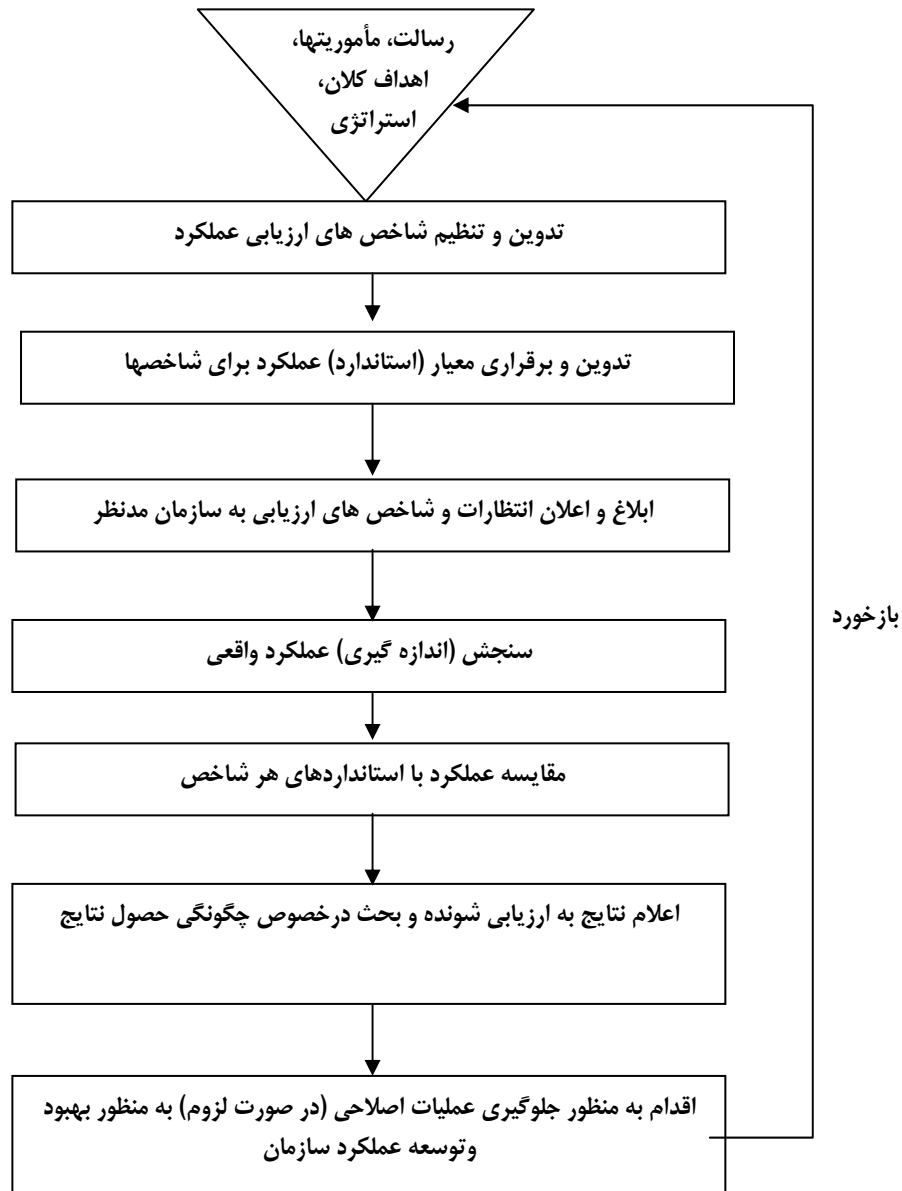 رسالت، مأموریتها،
اهداف کلان،
استراتژی
تدوین و تنظیم شاخص های ارزیابی عملکرد
تدوین و برقراری معیار (استاندارد) عملکرد برای شاخصها
ابلاغ و اعلان انتظارات و شاخص های ارزیابی به سازمان مدنظر
سنجش (اندازه گیری) عملکرد واقعی
مقایسه عملکرد با استانداردهای هر شاخص
اعلام نتایج به ارزیابی شونده و بحث درخصوص چگونگی حصول نتایج
اقدام به منظور جلوگیری عملیات اصلاحی (در صورت لزوم) به منظور بهبود
وتوسعه عملکرد سازمان
بازخورد